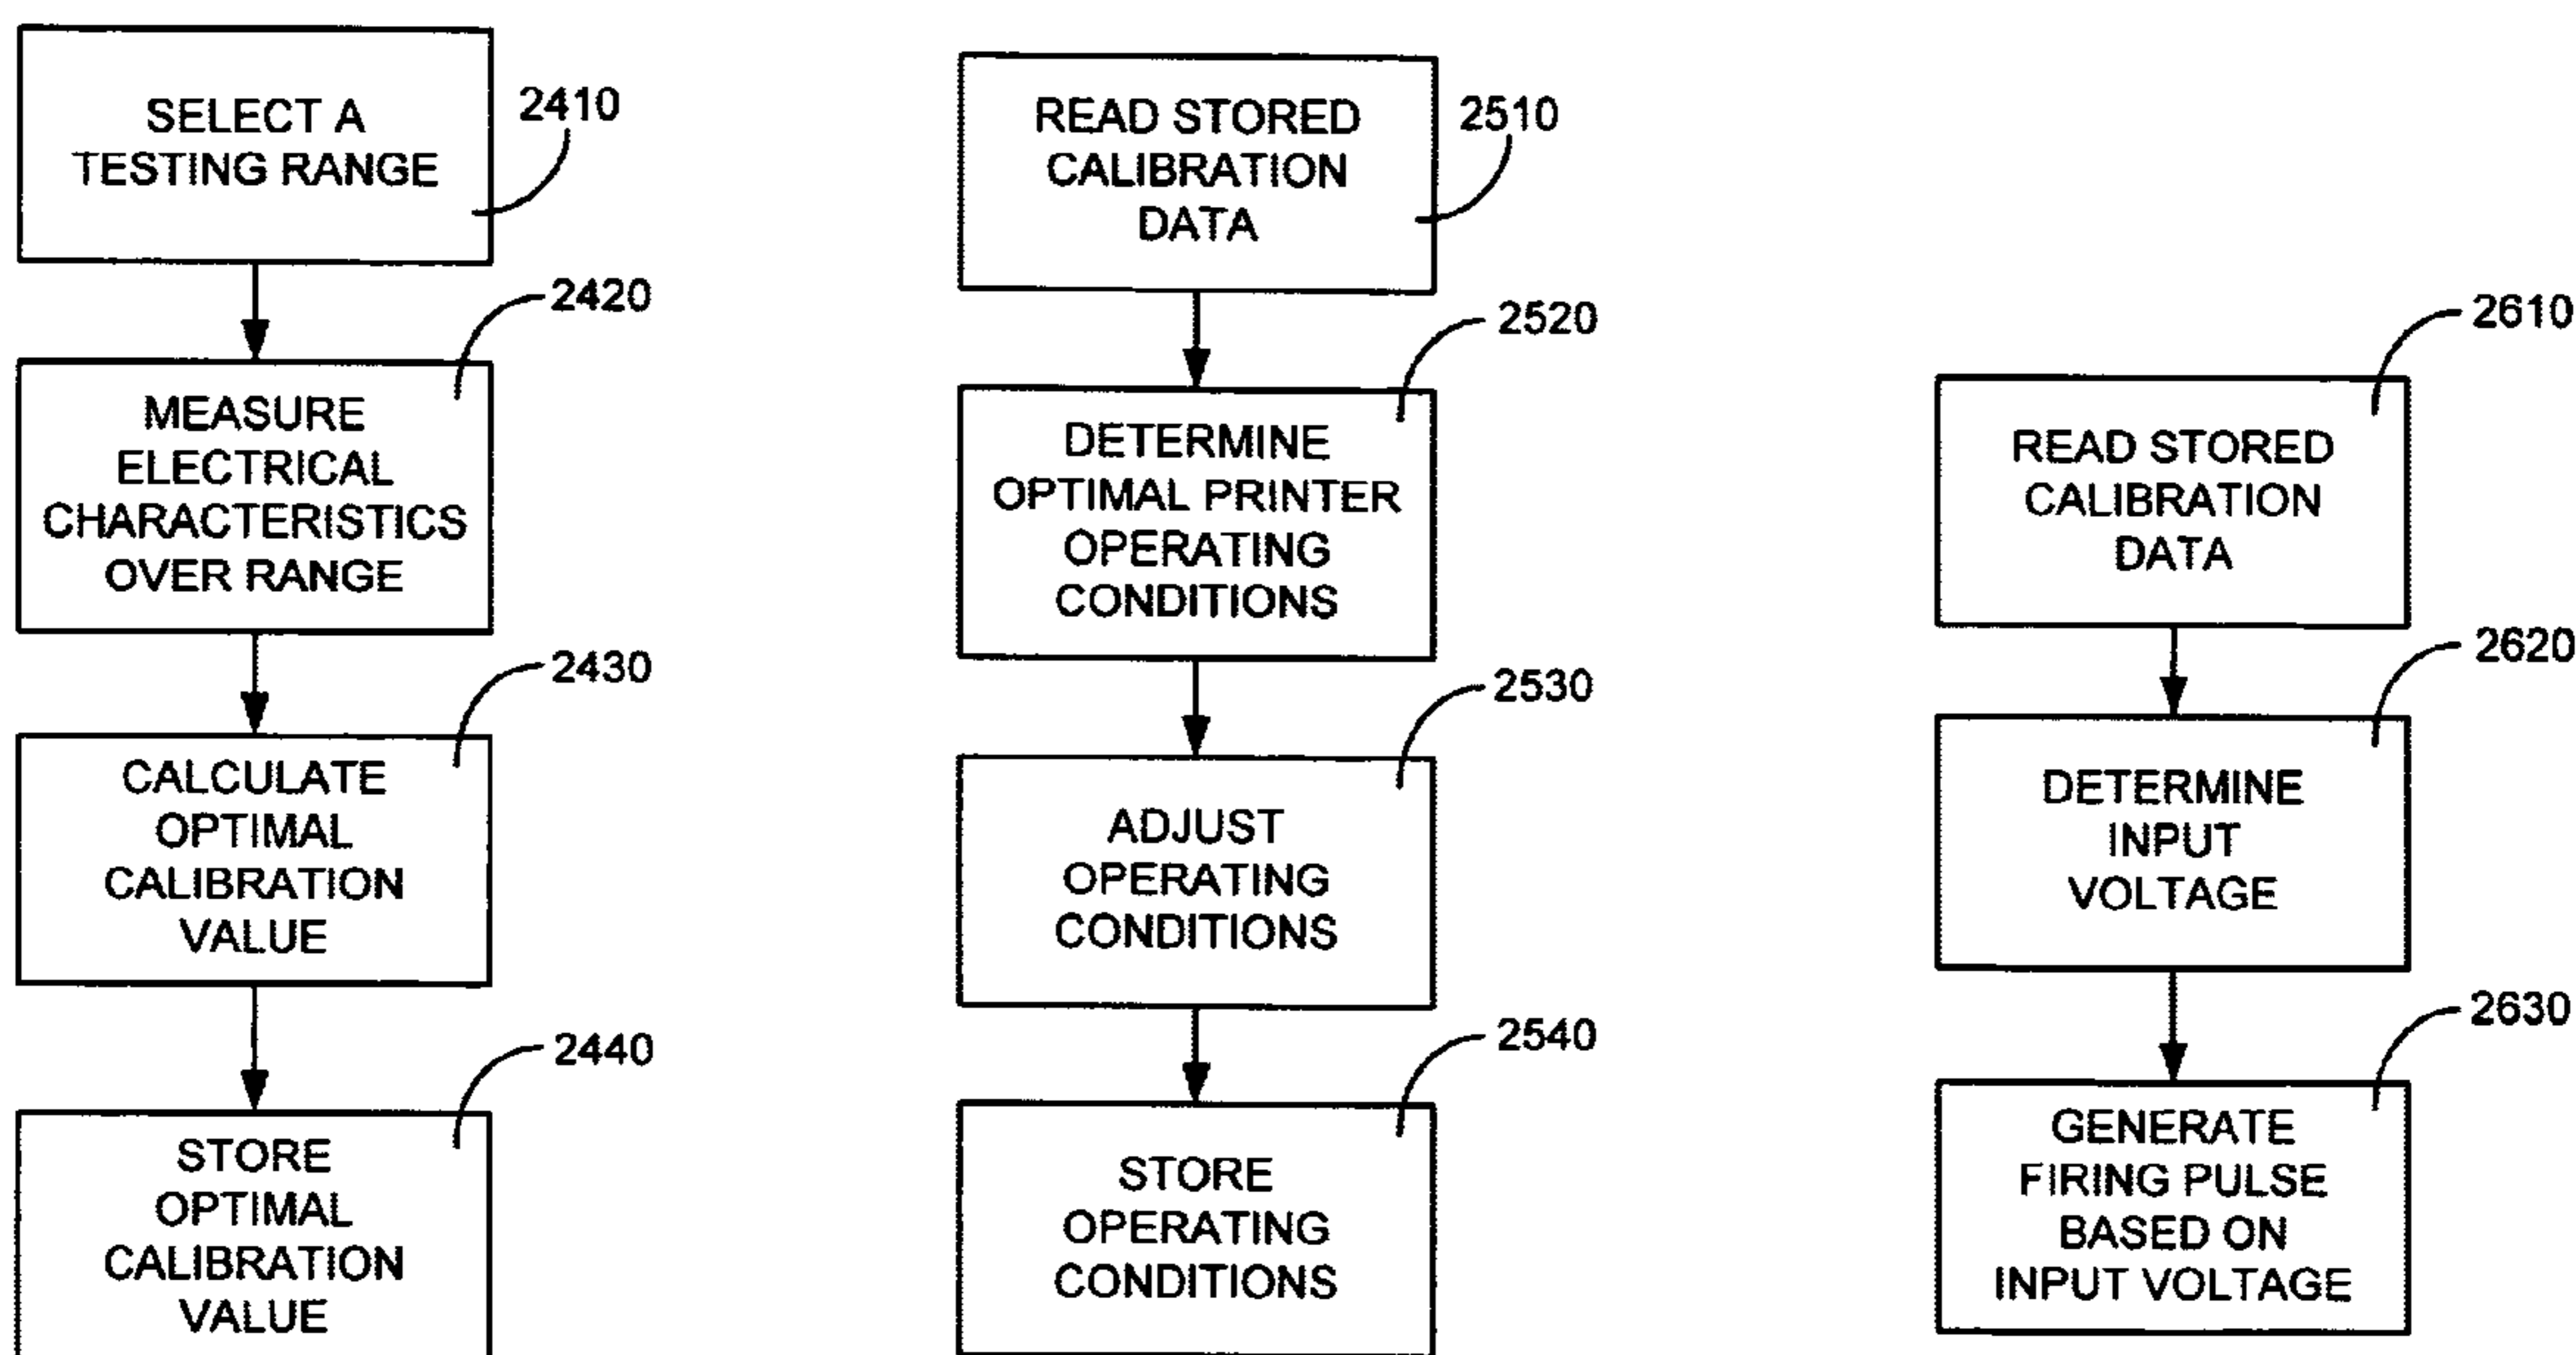 SELECT A
TESTING RANGE
2410
2420
MEASURE
ELECTRICAL
CHARACTERISTICS
OVER RANGE
2430
CALCULATE
OPTIMAL
CALIBRATION
VALUE
2440
STORE
OPTIMAL
CALIBRATION
VALUE
READ STORED
CALIBRATION
DATA
2510
2520
DETERMINE
OPTIMAL PRINTER
OPERATING
CONDITIONS
2530
ADJUST
OPERATING
CONDITIONS
2540
STORE
OPERATING
CONDITIONS
2610
READ STORED
CALIBRATION
DATA
2620
DETERMINE
INPUT
VOLTAGE
2630
GENERATE
FIRING PULSE
BASED ON
INPUT VOLTAGE